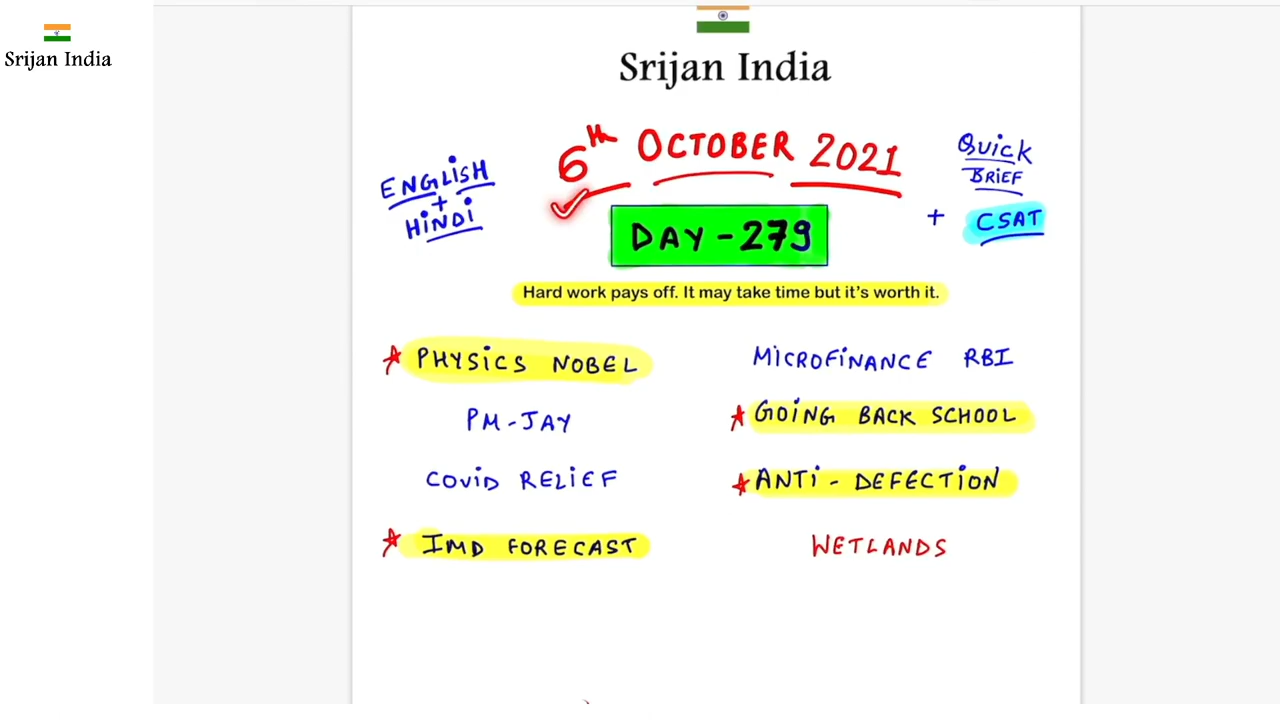 Srijan India
Srijan India
6th OCTOBER 2021
ENGLISH
+
HINDI
QUICK
BRIEF
+ CSAT
DAY - 279
Hard work pays off. It may take time but it's worth it.
PHYSICS NOBEL
MICROFINANCE RBI
PM-JAY
GOING BACK SCHOOL
COVID RELIEF
ANTI - DEFECTION
IMD FORECAST
WETLANDS